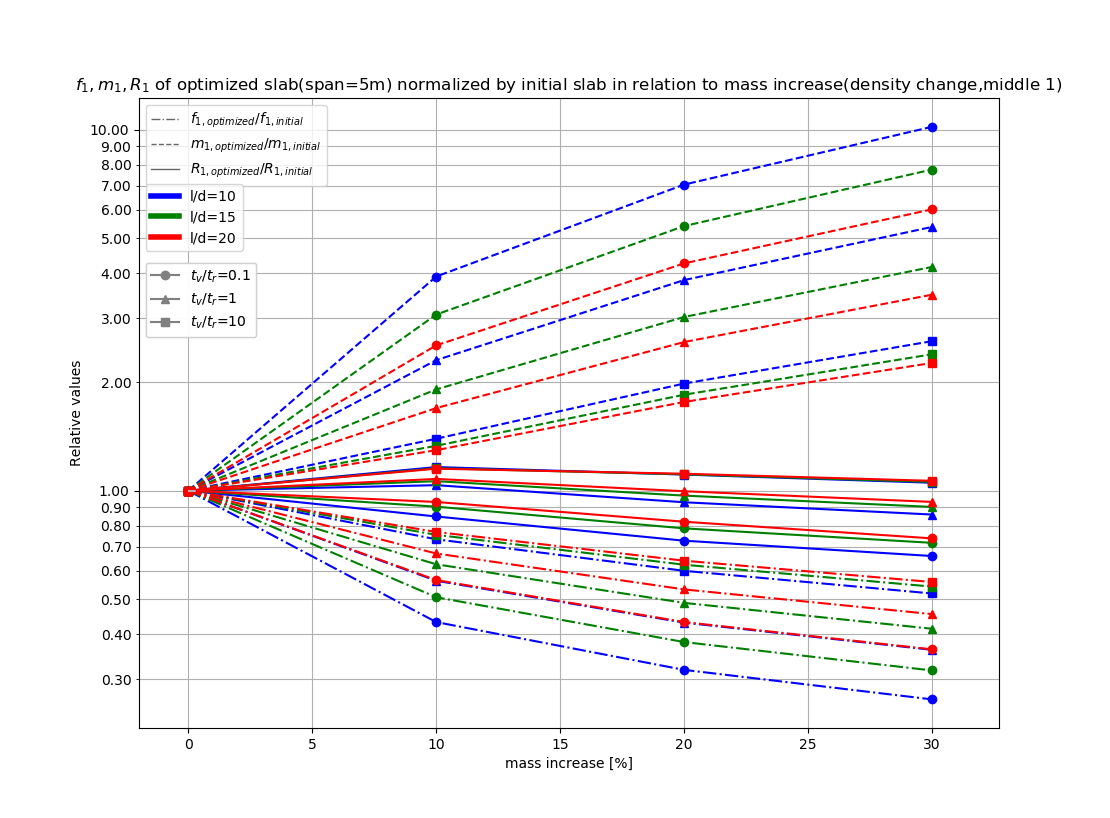 f₁, m₁, R₁ of optimized slab(span=5m) normalized by initial slab in relation to mass increase(density change,middle 1)
f₁,optimized/f₁,initial
m₁,optimized/m₁,initial
R₁,optimized/R₁,initial
l/d=10
l/d=15
l/d=20
tᵥ/tᵣ=0.1
tᵥ/tᵣ=1
tᵥ/tᵣ=10
Relative values
10.00
9.00
8.00
7.00
6.00
5.00
4.00
3.00
2.00
1.00
0.90
0.80
0.70
0.60
0.50
0.40
0.30
0 5 10 15 20 25 30
mass increase [%]